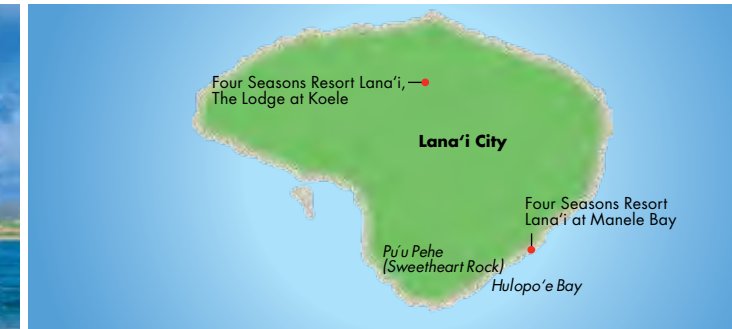 Four Seasons Resort Lana‘i,
The Lodge at Koele
Lana‘i City
Four Seasons Resort
Lana‘i at Manele Bay
Pu‘u Pehe
(Sweetheart Rock)
Hulopo‘e Bay